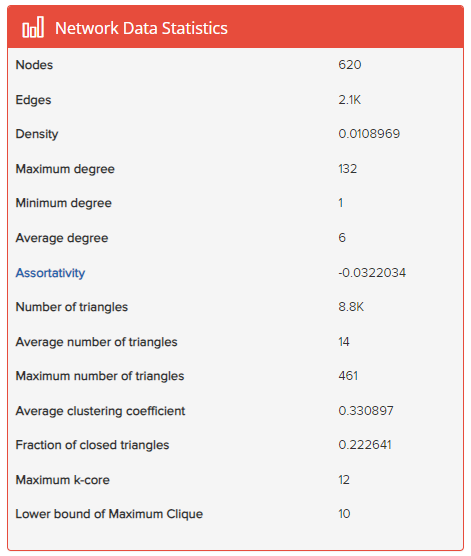 Network Data Statistics
Nodes 620
Edges 2.1K
Density 0.0108969
Maximum degree 132
Minimum degree 1
Average degree 6
Assortativity -0.0322034
Number of triangles 8.8K
Average number of triangles 14
Maximum number of triangles 461
Average clustering coefficient 0.330897
Fraction of closed triangles 0.222641
Maximum k-core 12
Lower bound of Maximum Clique 10